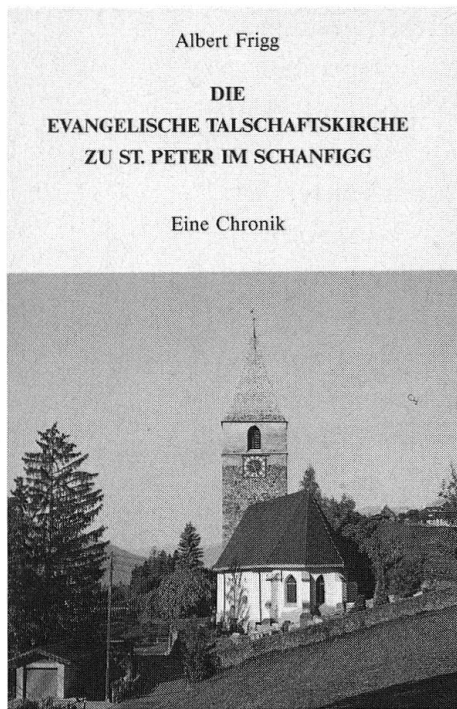 Albert Frigg
DIE
EVANGELISCHE TALSCHAFTSKIRCHE
ZU ST. PETER IM SCHANFIGG
Eine Chronik